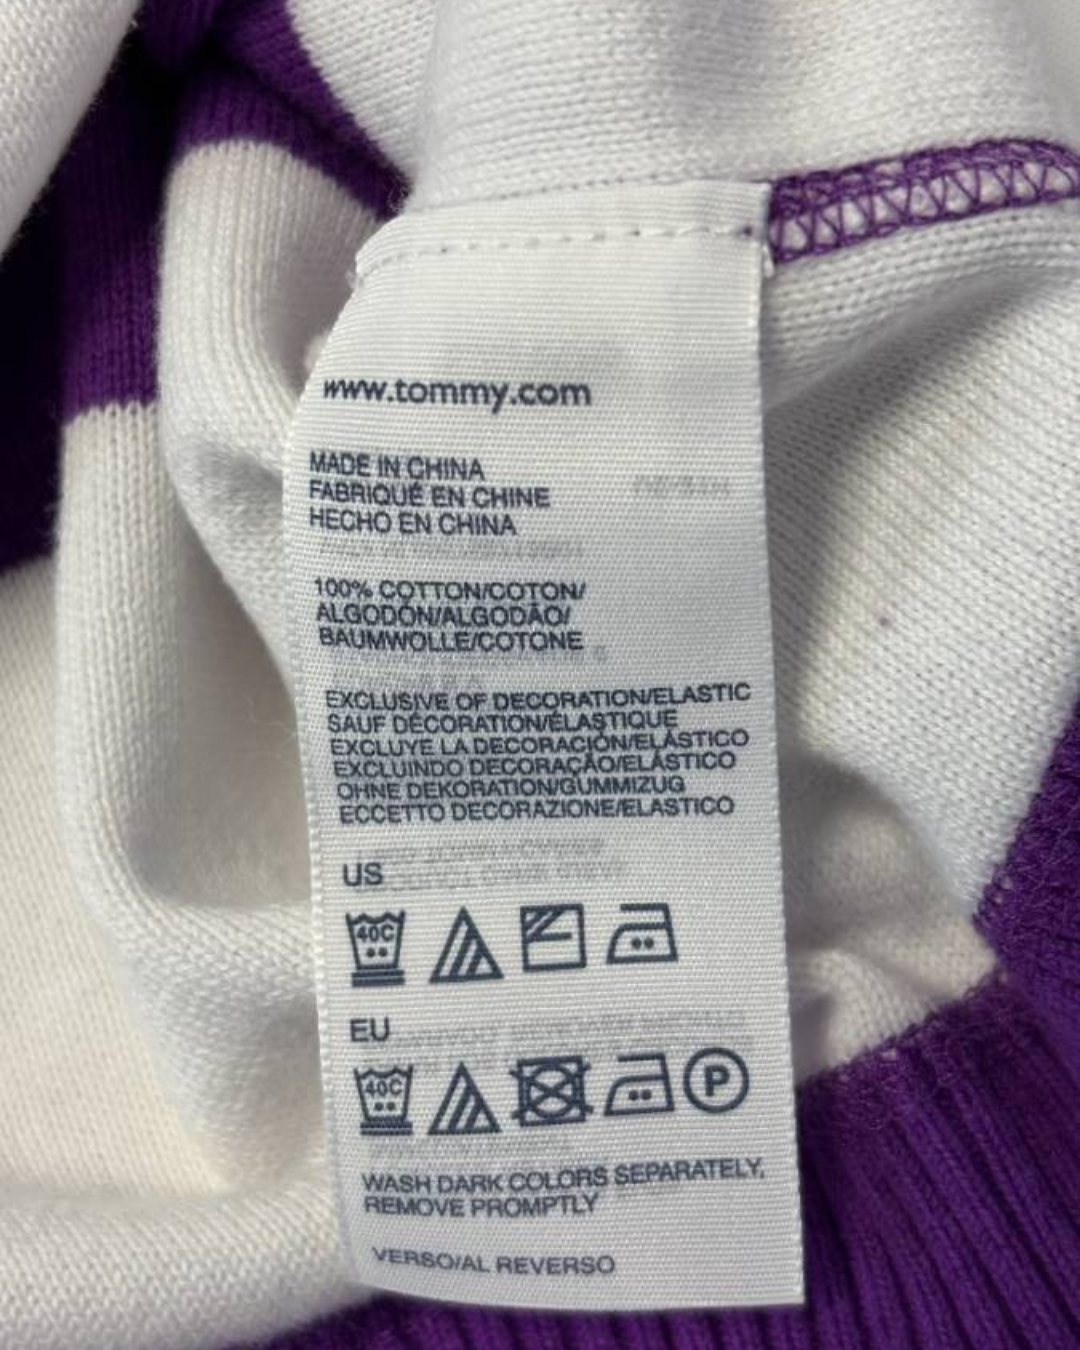 www.tommy.com
MADE IN CHINA
FABRIQUÉ EN CHINE
HECHO EN CHINA
100% COTTON/COTON/
ALGODÓN/ALGODÃO/
BAUMWOLLE/COTONE
EXCLUSIVE OF DECORATION/ELASTIC
SAUF DÉCORATION/ÉLASTIQUE
EXCLUYE LA DECORACIÓN/ELÁSTICO
EXCLUINDO DECORAÇÃO/ELÁSTICO
OHNE DEKORATION/GUMMIZUG
ECCETTO DECORAZIONE/ELASTICO
US
40C
EU
40C P
WASH DARK COLORS SEPARATELY,
REMOVE PROMPTLY
VERSO/AL REVERSO